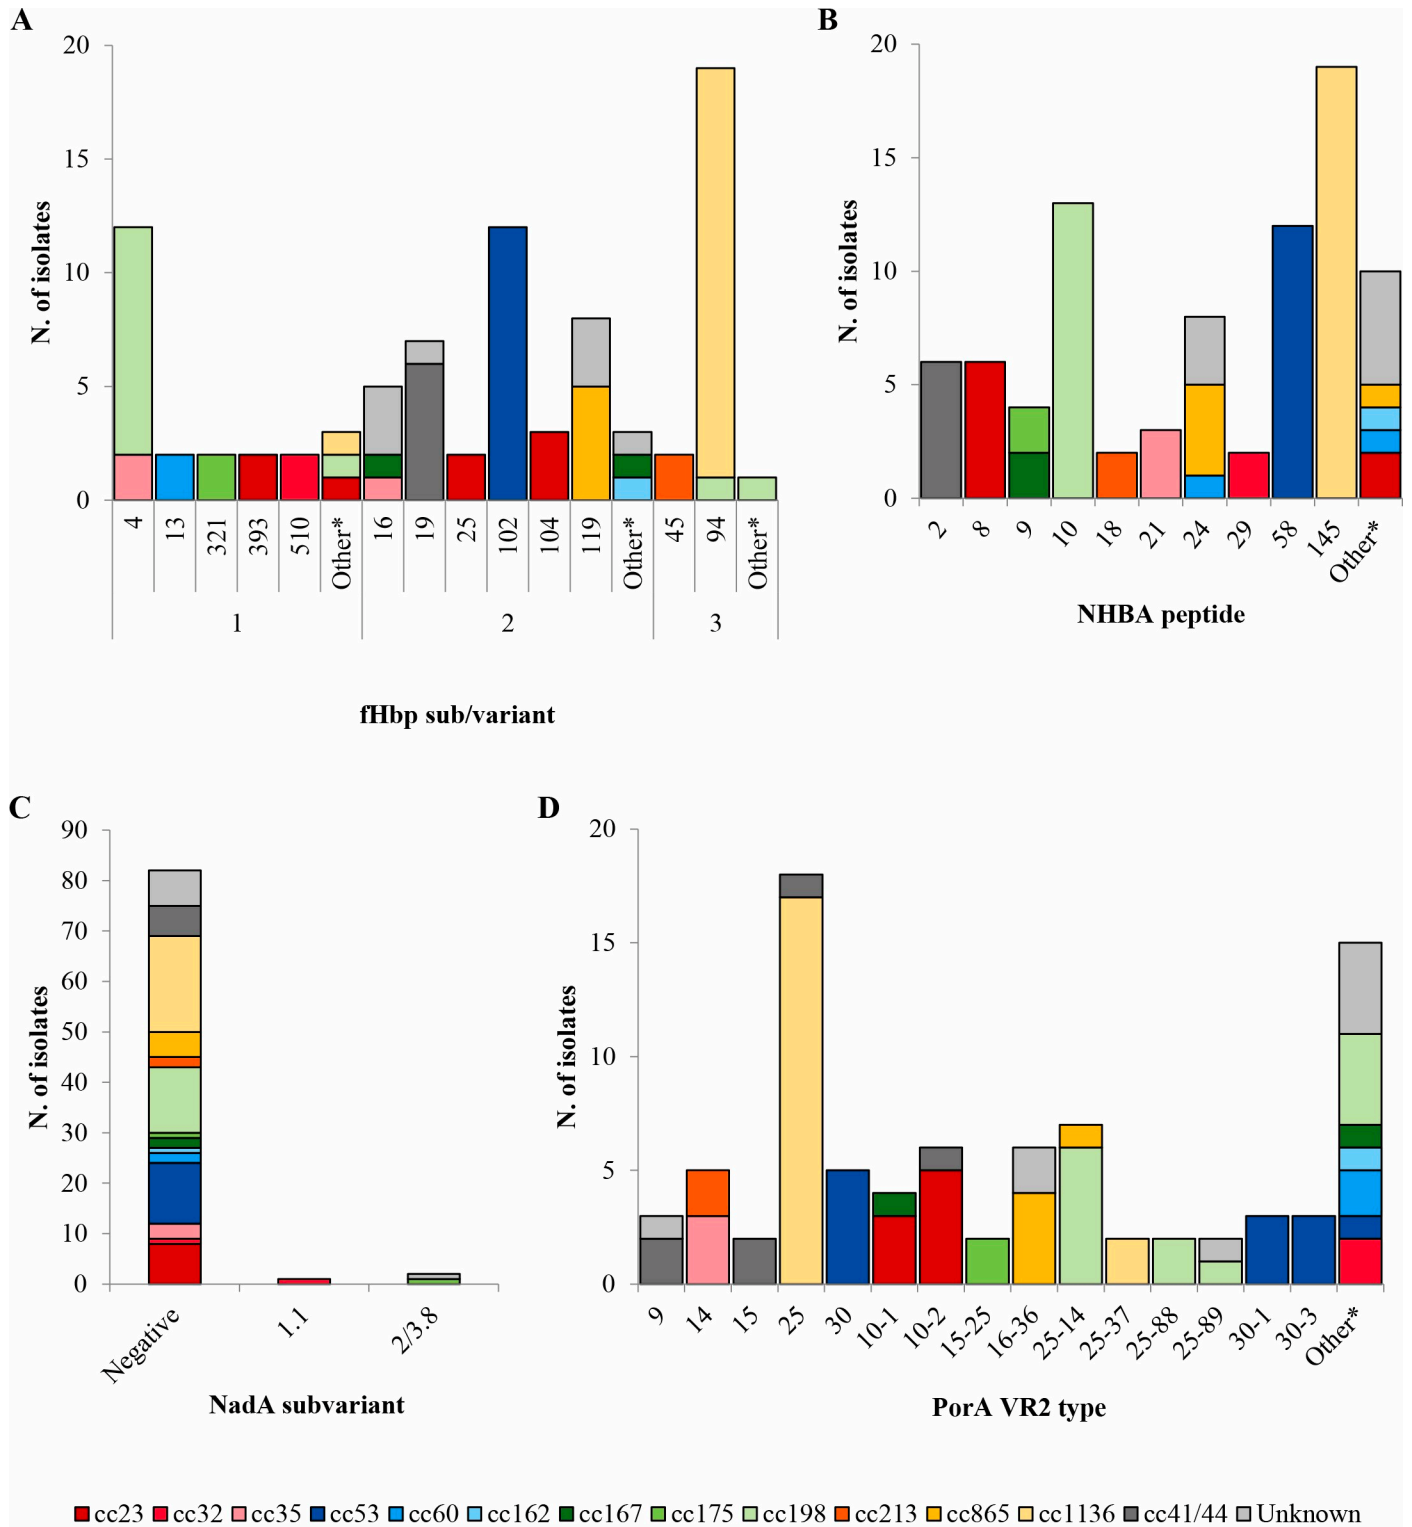 A
20
15
10
5
0
N. of isolates
4 13 321 393 510 Other* 16 19 25 102 104 119 Other* 45 94 Other*
1 2 3
fHbp sub/variant
B
20
15
10
5
0
N. of isolates
2 8 9 10 18 21 24 29 58 145 Other*
NHBA peptide
C
90
80
70
60
50
40
30
20
10
0
N. of isolates
Negative 1.1 2/3.8
NadA subvariant
D
20
15
10
5
0
N. of isolates
9 14 15 25 30 10-1 10-2 15-25 16-36 25-14 25-37 25-88 25-89 30-1 30-3 Other*
PorA VR2 type
cc23 cc32 cc35 cc53 cc60 cc162 cc167 cc175 cc198 cc213 cc865 cc1136 cc41/44 Unknown